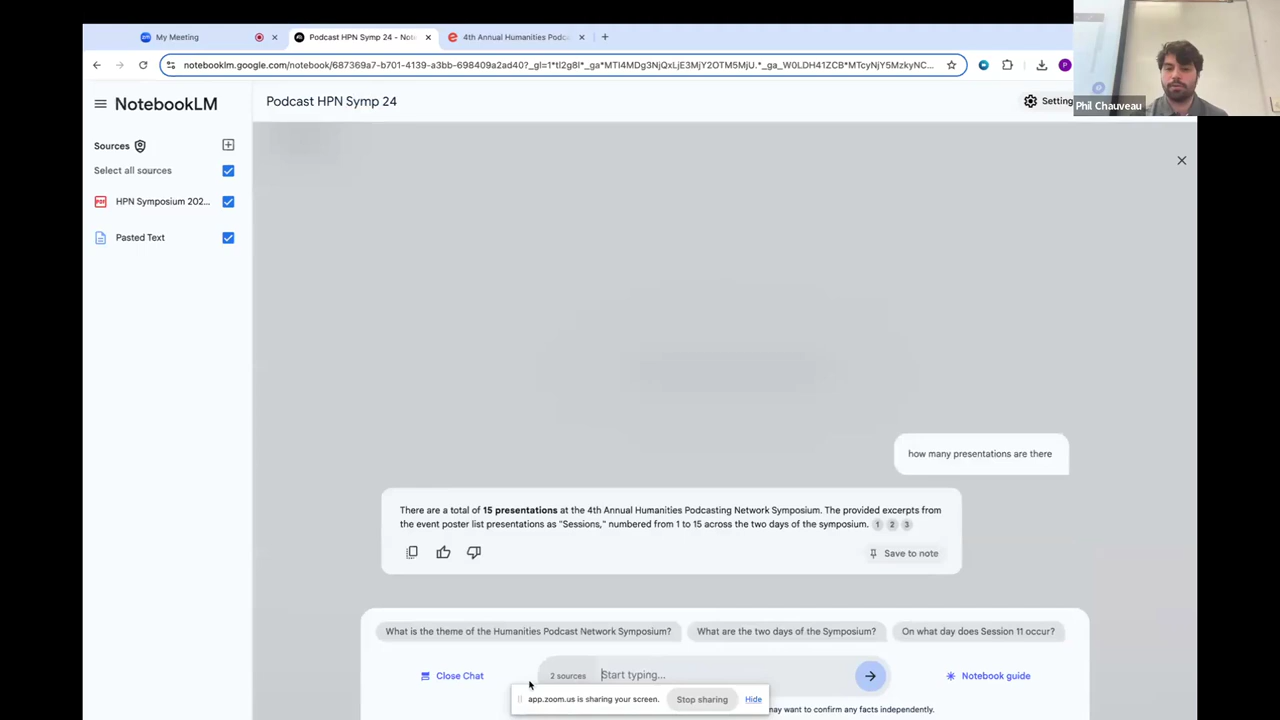 My Meeting
Podcast HPN Symp 24 - Note
4th Annual Humanities Podc
notebooklm.google.com/notebook/687369a7-b701-4139-a3bb-698409a2ad40?_gl=1*tl2g8l*_ga*MTI4MDg3NjQxLjE3MjY2OTM5MjU.*_ga_W0LDH41ZCB*MTcyNjY5MzkyNC...
NotebookLM
Podcast HPN Symp 24
Setting
Phil Chauveau
Sources
Select all sources
PDF HPN Symposium 202...
Pasted Text
how many presentations are there
There are a total of 15 presentations at the 4th Annual Humanities Podcasting Network Symposium. The provided excerpts from
the event poster list presentations as "Sessions," numbered from 1 to 15 across the two days of the symposium. 1 2 3
Save to note
What is the theme of the Humanities Podcast Network Symposium?
What are the two days of the Symposium?
On what day does Session 11 occur?
Close Chat
2 sources
Start typing...
Notebook guide
app.zoom.us is sharing your screen.
Stop sharing
Hide
may want to confirm any facts independently.